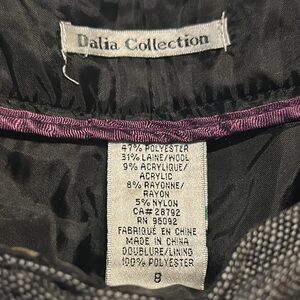 Dalia Collection
47% POLYESTER
31% LAINE/WOOL
9% ACRYLIQUE/
ACRYLIC
8% RAYONNE/
RAYON
5% NYLON
CA# 28792
RN 95092
FABRIQUÉ EN CHINE
MADE IN CHINA
DOUBLURE/LINING
100% POLYESTER
8